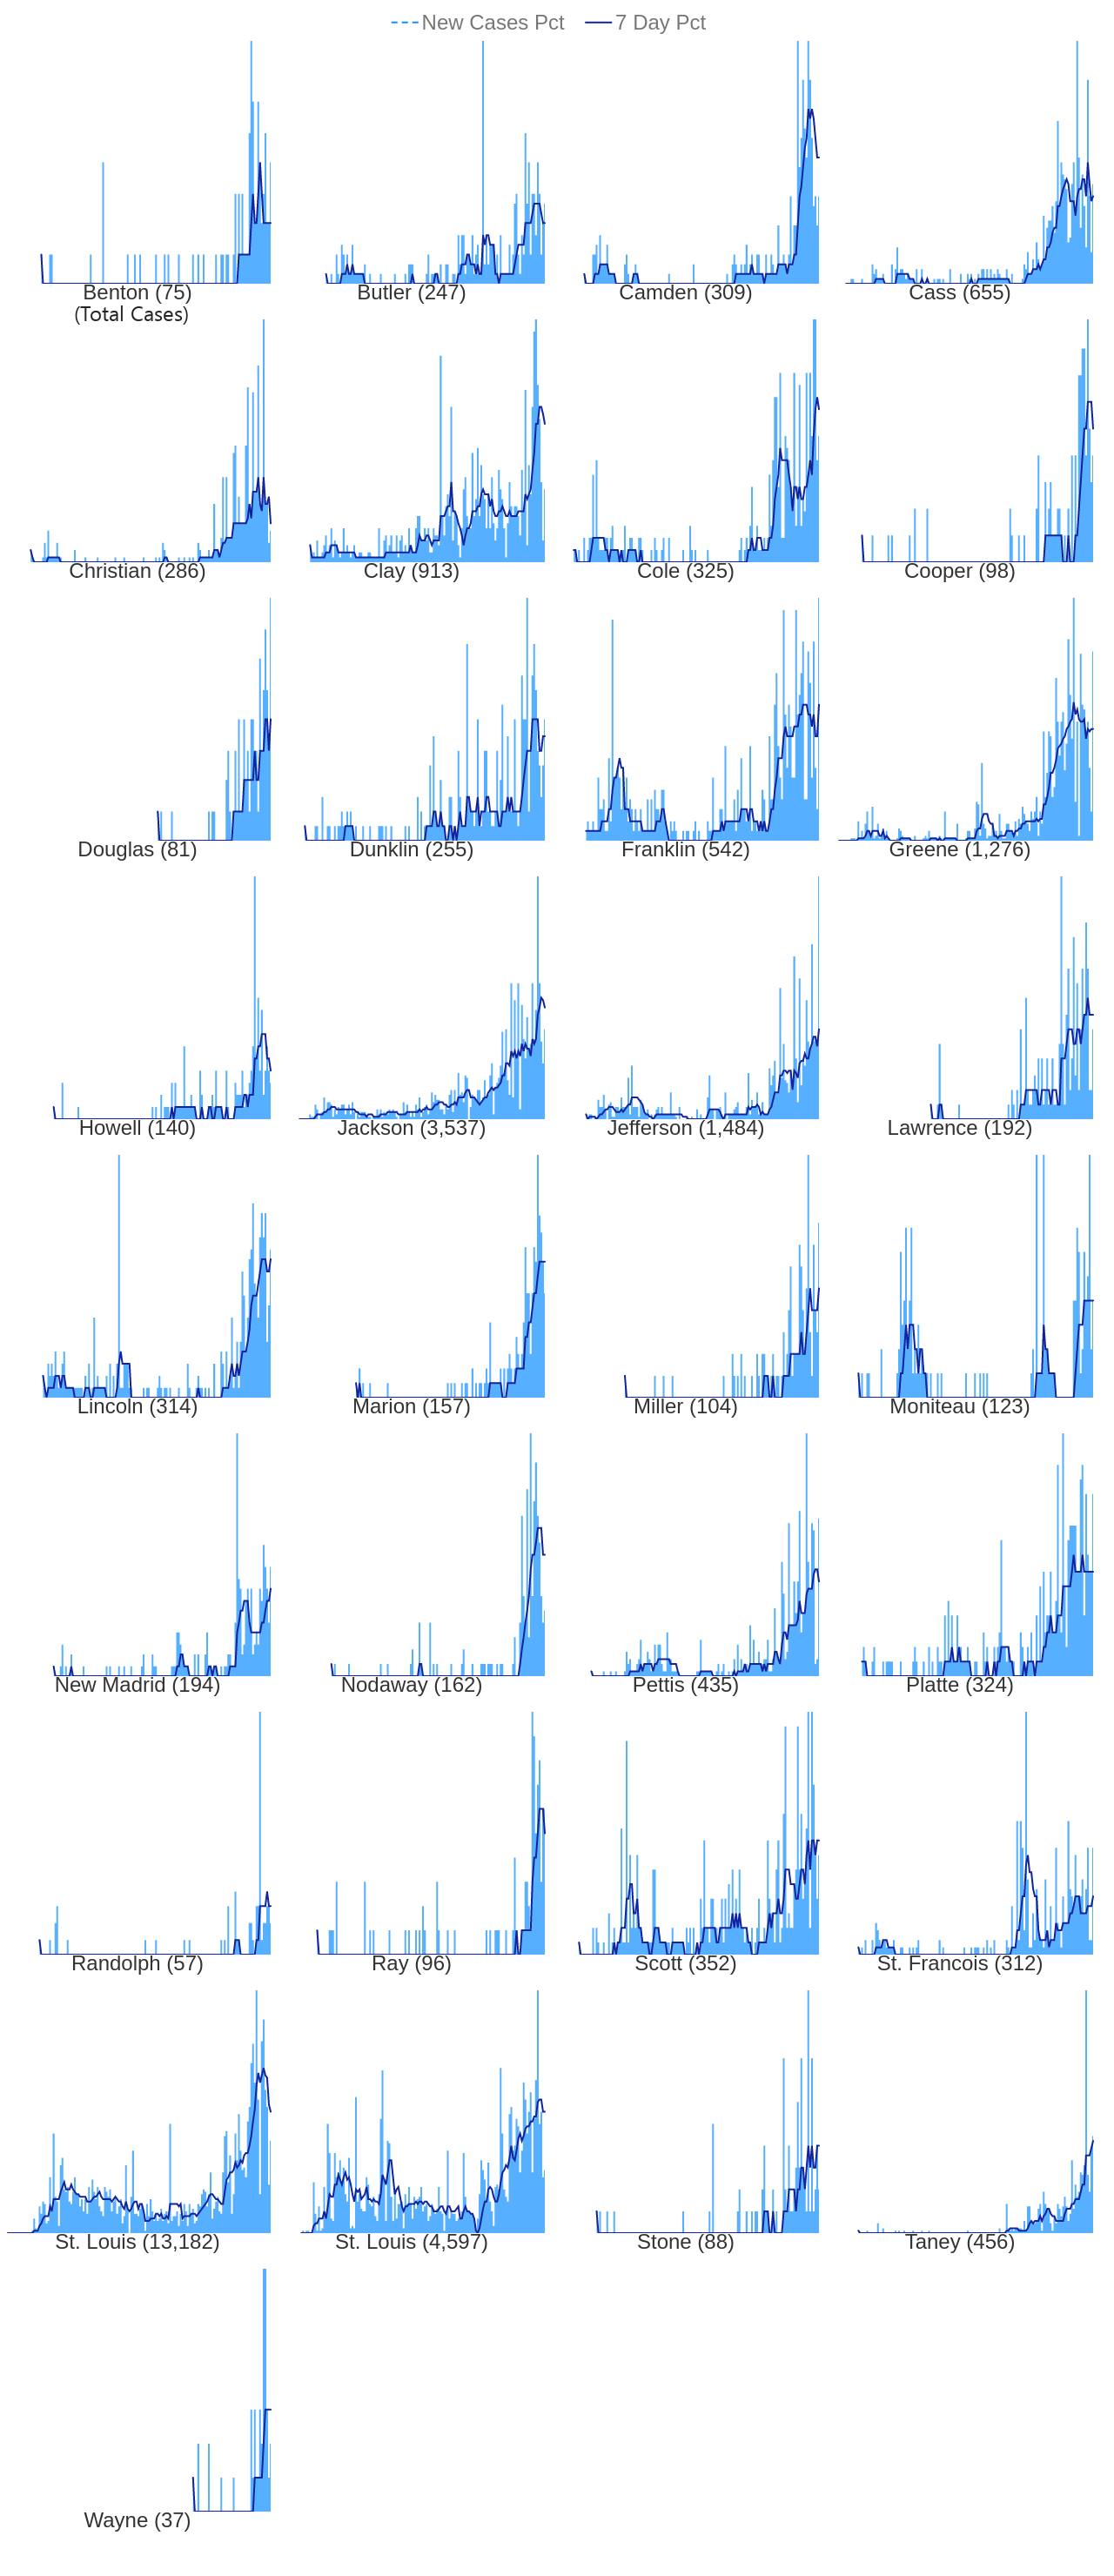 New Cases Pct 7 Day Pct
Benton (75) Butler (247) Camden (309) Cass (655)
(Total Cases)
Christian (286) Clay (913) Cole (325) Cooper (98)
Douglas (81) Dunklin (255) Franklin (542) Greene (1,276)
Howell (140) Jackson (3,537) Jefferson (1,484) Lawrence (192)
Lincoln (314) Marion (157) Miller (104) Moniteau (123)
New Madrid (194) Nodaway (162) Pettis (435) Platte (324)
Randolph (57) Ray (96) Scott (352) St. Francois (312)
St. Louis (13,182) St. Louis (4,597) Stone (88) Taney (456)
Wayne (37)